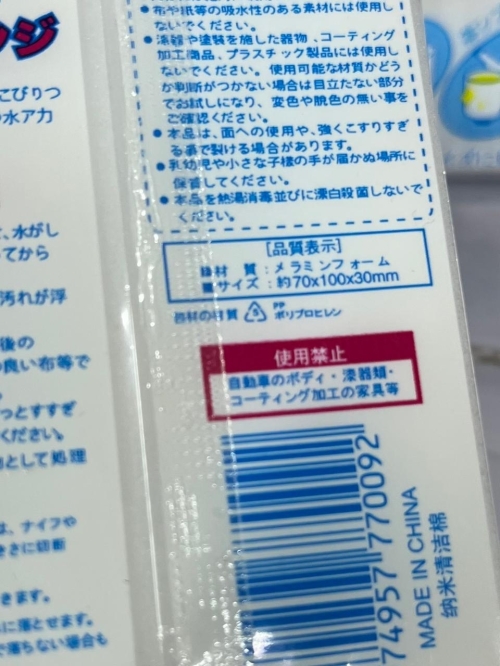 ンジ
こびりつ
水アカ
、水がし
てから
汚れが浮
後の
良い布等で
っとすすぎ
ください。
として処理
は、ナイフや
きさに切断
きます。
に落とせます。
で落ちない場合も
●布や紙等の吸水性のある素材には使用し
ないでください。
●漆器や塗装を施した器物、コーティング
加工商品、プラスチック製品には使用し
ないでください。使用可能な材質かどう
か判断がつかない場合は目立たない部分
でお試しになり、変色や脱色の無い事を
ご確認ください。
●本品は、面への使用や、強くこすりすぎ
る事で裂ける場合があります。
●乳幼児や小さな子様の手が届かぬ場所に
保管してください。
●本品を熱湯消毒並びに漂白殺菌しないで
ください。
[品質表示]
材 質:メラミンフォーム
■サイズ:約70x100x30mm
袋材の材質 5 PP ポリプロピレン
使用禁止
自動車のボディ・漆器類・
コーティング加工の家具等
74957 770092
MADE IN CHINA
纳米清洁棉